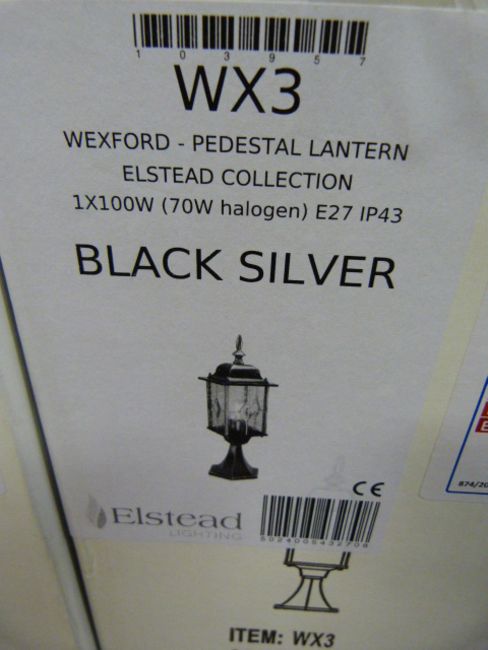 103957
WX3
WEXFORD - PEDESTAL LANTERN
ELSTEAD COLLECTION
1X100W (70W halogen) E27 IP43
BLACK SILVER
CE
Elstead
LIGHTING
5024005432708
ITEM: WX3